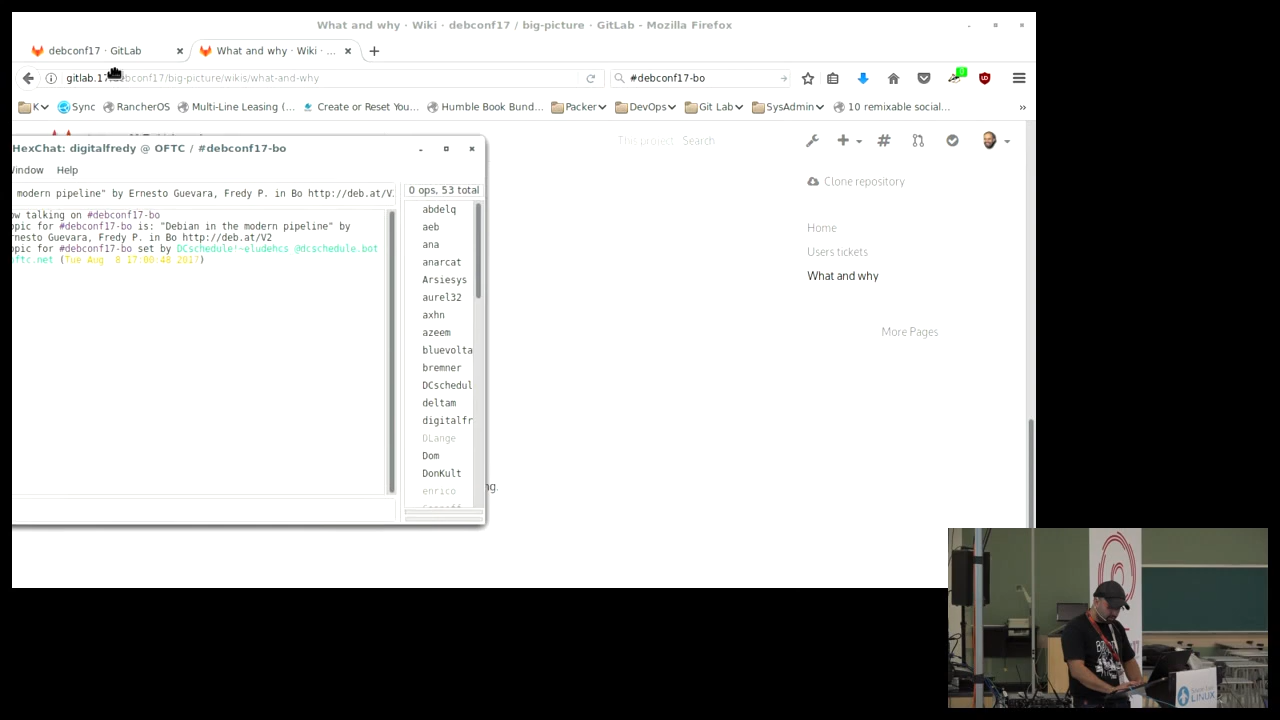 What and why · Wiki · debconf17 / big-picture · GitLab - Mozilla Firefox
debconf17 · GitLab
What and why · Wiki · ...
gitlab.17
bconf17/big-picture/wikis/what-and-why
#debconf17-bo
K
Sync
RancherOS
Multi-Line Leasing (...
Create or Reset You...
Humble Book Bund...
Packer
DevOps
Git Lab
SysAdmin
10 remixable social...
HexChat: digitalfredy @ OFTC / #debconf17-bo
indow Help
modern pipeline" by Ernesto Guevara, Fredy P. in Bo http://deb.at/V
0 ops, 53 total
ow talking on #debconf17-bo
opic for #debconf17-bo is: "Debian in the modern pipeline" by
rnesto Guevara, Fredy P. in Bo http://deb.at/V2
opic for #debconf17-bo set by DCschedule!~eludehcs @dcschedule.bot
oftc.net (Tue Aug 8 17:00:48 2017)
abdelq
aeb
ana
anarcat
Arsiesys
aurel32
axhn
azeem
bluevolta
bremner
DCschedul
deltam
digitalfr
DLange
Dom
DonKult
enrico
This project Search
Clone repository
Home
Users tickets
What and why
More Pages
ng.
LINUX